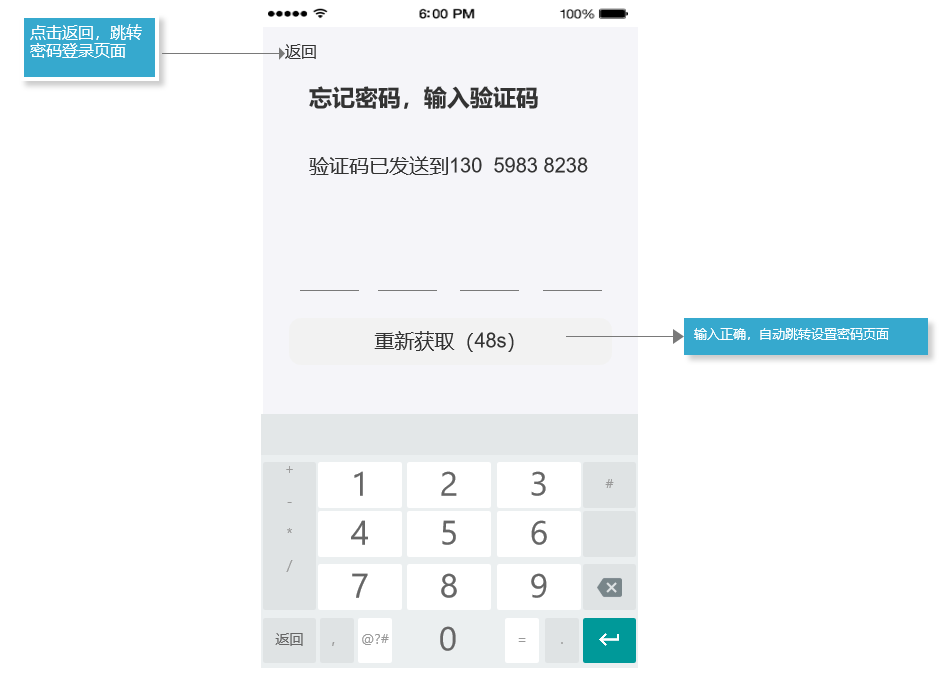 6:00 PM
100%
点击返回，跳转
密码登录页面
返回
忘记密码，输入验证码
验证码已发送到130  5983 8238
重新获取（48s）
输入正确，自动跳转设置密码页面
+
-
*
/
1
2
3
#
4
5
6
7
8
9
返回
,
@?#
0
=
.